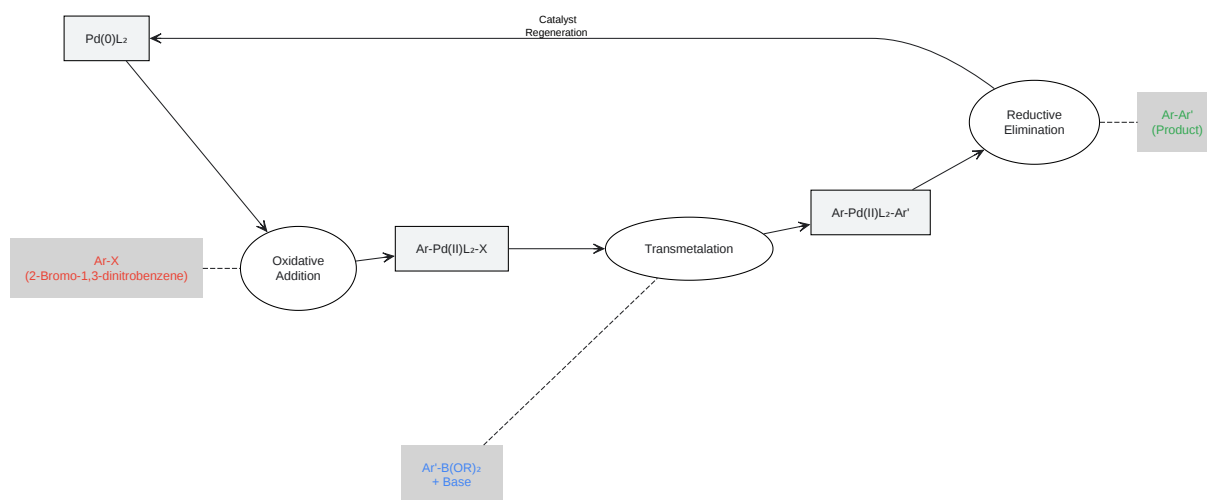 Catalyst
Regeneration
Pd(0)L₂
Reductive
Elimination
Ar-Ar'
(Product)
Ar-Pd(II)L₂-Ar'
Ar-X
(2-Bromo-1,3-dinitrobenzene)
Oxidative
Addition
Ar-Pd(II)L₂-X
Transmetalation
Ar'-B(OR)₂
+ Base